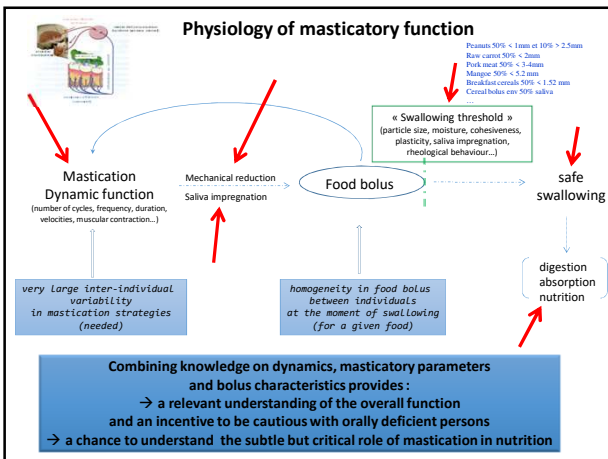 Physiology of masticatory function
Peanuts 50% < 1mm et 10% > 2.5mm
Raw carrot 50% < 2mm
Pork meat 50% < 3-4mm
Mangoe 50% < 5.2 mm
Breakfast cereals 50% < 1.52 mm
Cereal bolus env 50% saliva
…
« Swallowing threshold »
(particle size, moisture, cohesiveness,
plasticity, saliva impregnation,
rheological behaviour…)
Mastication
Dynamic function
(number of cycles, frequency, duration,
velocities, muscular contraction…)
Mechanical reduction
Saliva impregnation
Food bolus
safe
swallowing
digestion
absorption
nutrition
very large inter-individual
variability
in mastication strategies
(needed)
homogeneity in food bolus
between individuals
at the moment of swallowing
(for a given food)
Combining knowledge on dynamics, masticatory parameters
and bolus characteristics provides :
→ a relevant understanding of the overall function
and an incentive to be cautious with orally deficient persons
→ a chance to understand the subtle but critical role of mastication in nutrition